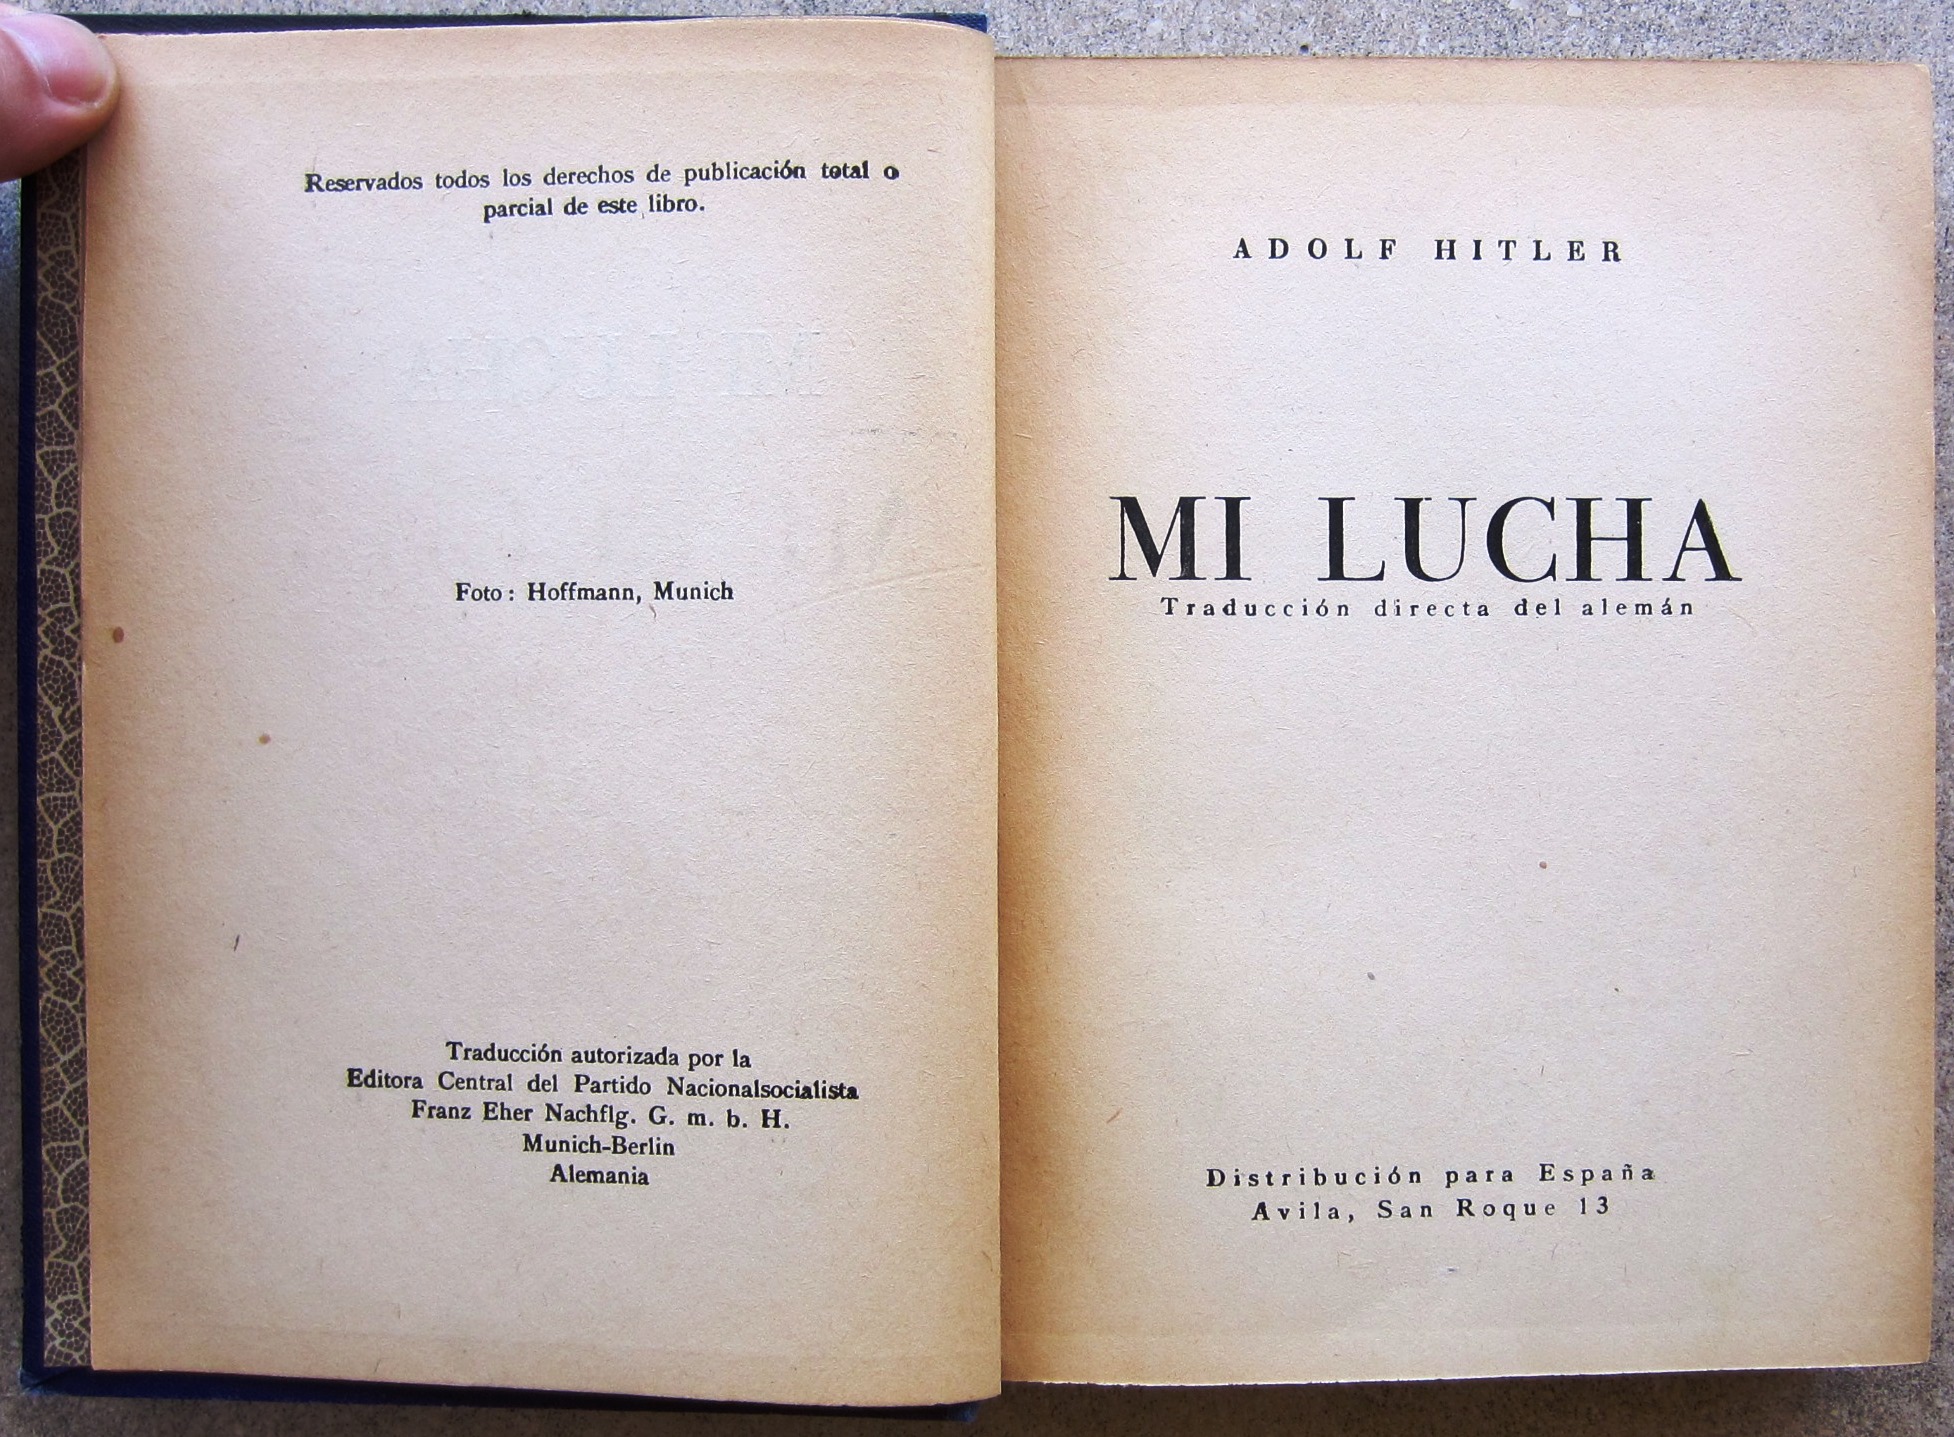 Reservados todos los derechos de publicación total o
parcial de este libro.
Foto: Hoffmann, Munich
Traducción autorizada por la
Editora Central del Partido Nacionalsocialista
Franz Eher Nachflg. G. m. b. H.
Munich-Berlin
Alemania
ADOLF HITLER
MI LUCHA
Traducción directa del alemán
Distribución para España
Avila, San Roque 13